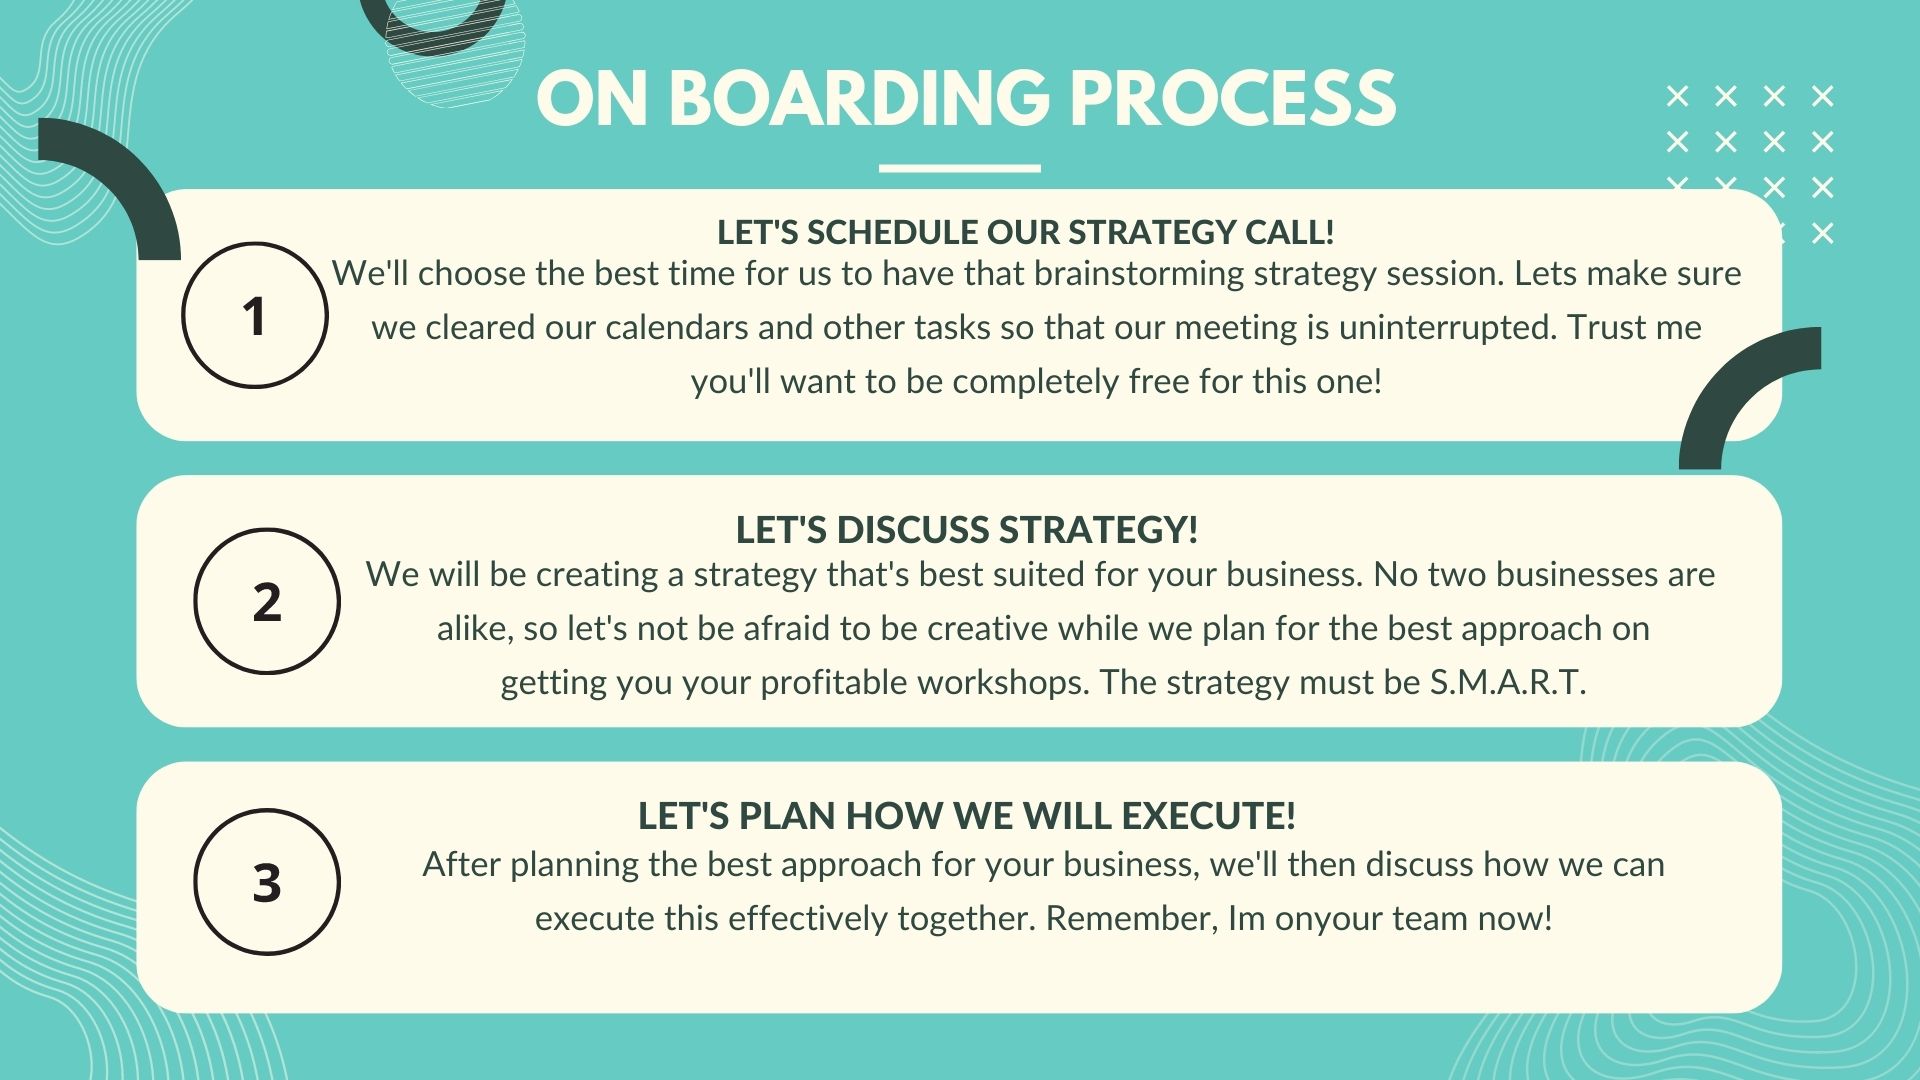 ON BOARDING PROCESS
LET'S SCHEDULE OUR STRATEGY CALL!
1
We'll choose the best time for us to have that brainstorming strategy session. Lets make sure
we cleared our calendars and other tasks so that our meeting is uninterrupted. Trust me
you'll want to be completely free for this one!
LET'S DISCUSS STRATEGY!
2
We will be creating a strategy that's best suited for your business. No two businesses are
alike, so let's not be afraid to be creative while we plan for the best approach on
getting you your profitable workshops. The strategy must be S.M.A.R.T.
LET'S PLAN HOW WE WILL EXECUTE!
3
After planning the best approach for your business, we'll then discuss how we can
execute this effectively together. Remember, Im onyour team now!